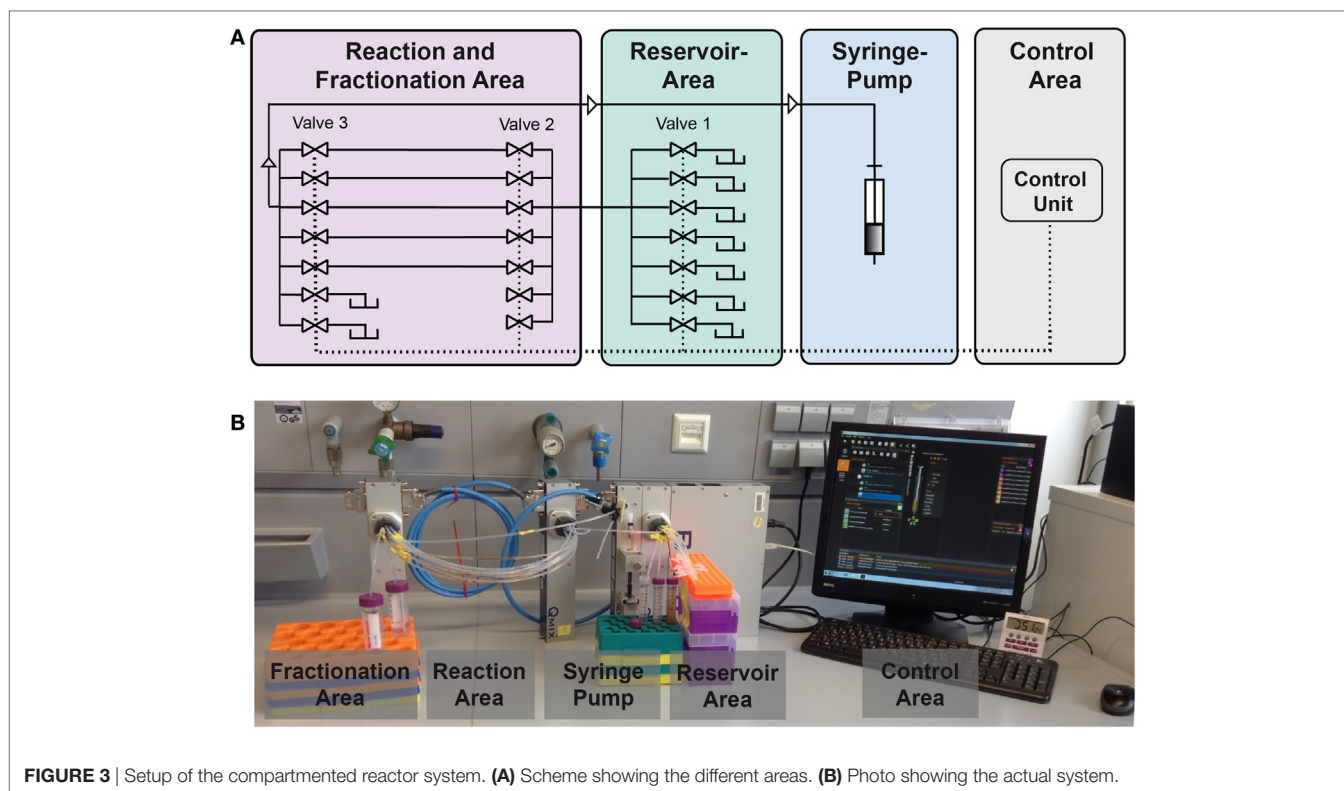 A
Reaction and
Fractionation Area
Reservoir-
Area
Syringe-
Pump
Control
Area
Valve 3
Valve 2
Valve 1
Control
Unit
B
QMIX
351
Fractionation
Area
Reaction
Area
Syringe
Pump
Reservoir
Area
Control
Area
FIGURE 3 | Setup of the compartmented reactor system. (A) Scheme showing the different areas. (B) Photo showing the actual system.